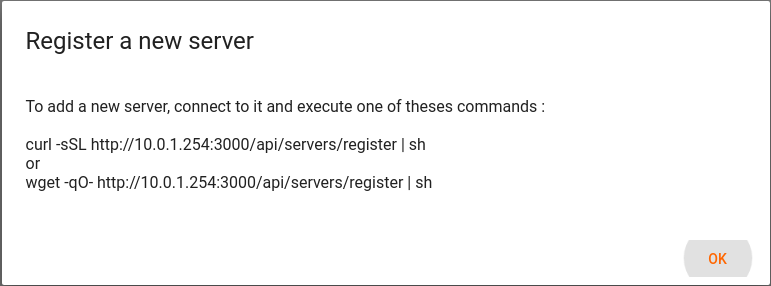 Register a new server
To add a new server, connect to it and execute one of theses commands :
curl -sSL http://10.0.1.254:3000/api/servers/register | sh
or
wget -qO- http://10.0.1.254:3000/api/servers/register | sh
OK